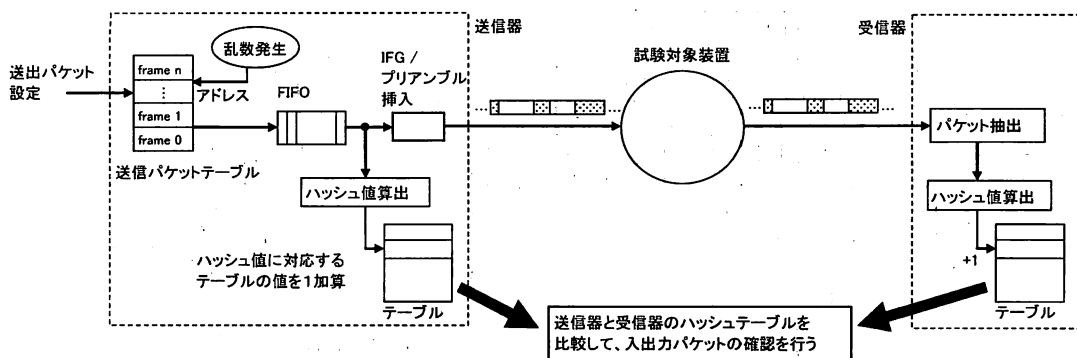 送信器
受信器
乱数発生
送出パケット
設定
frame n
⋮
frame 1
frame 0
アドレス
送信パケットテーブル
FIFO
IFG /
プリアンブル
挿入
ハッシュ値算出
ハッシュ値に対応する
テーブルの値を１加算
テーブル
…
…
試験対象装置
…
…
パケット抽出
ハッシュ値算出
+1
テーブル
送信器と受信器のハッシュテーブルを
比較して、入出力パケットの確認を行う